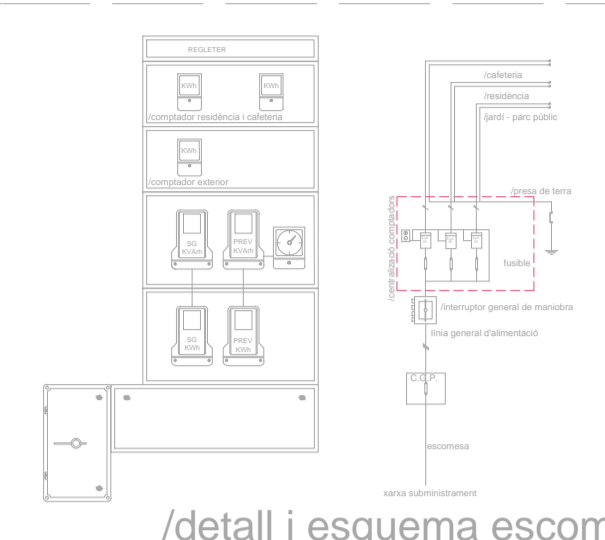 REGLETER
KWh
KWh
/comptador residència i cafeteria
KWh
/comptador exterior
SG
KVArh
PREV
KVArh
SG
KWh
PREV
KWh
/cafeteria
/residència
/jardí - parc públic
/presa de terra
/centralizació comptadors
fusible
/interruptor general de maniobra
línia general d'alimentació
C.G.P.
escomesa
xarxa subministrament
/detall i esquema escom